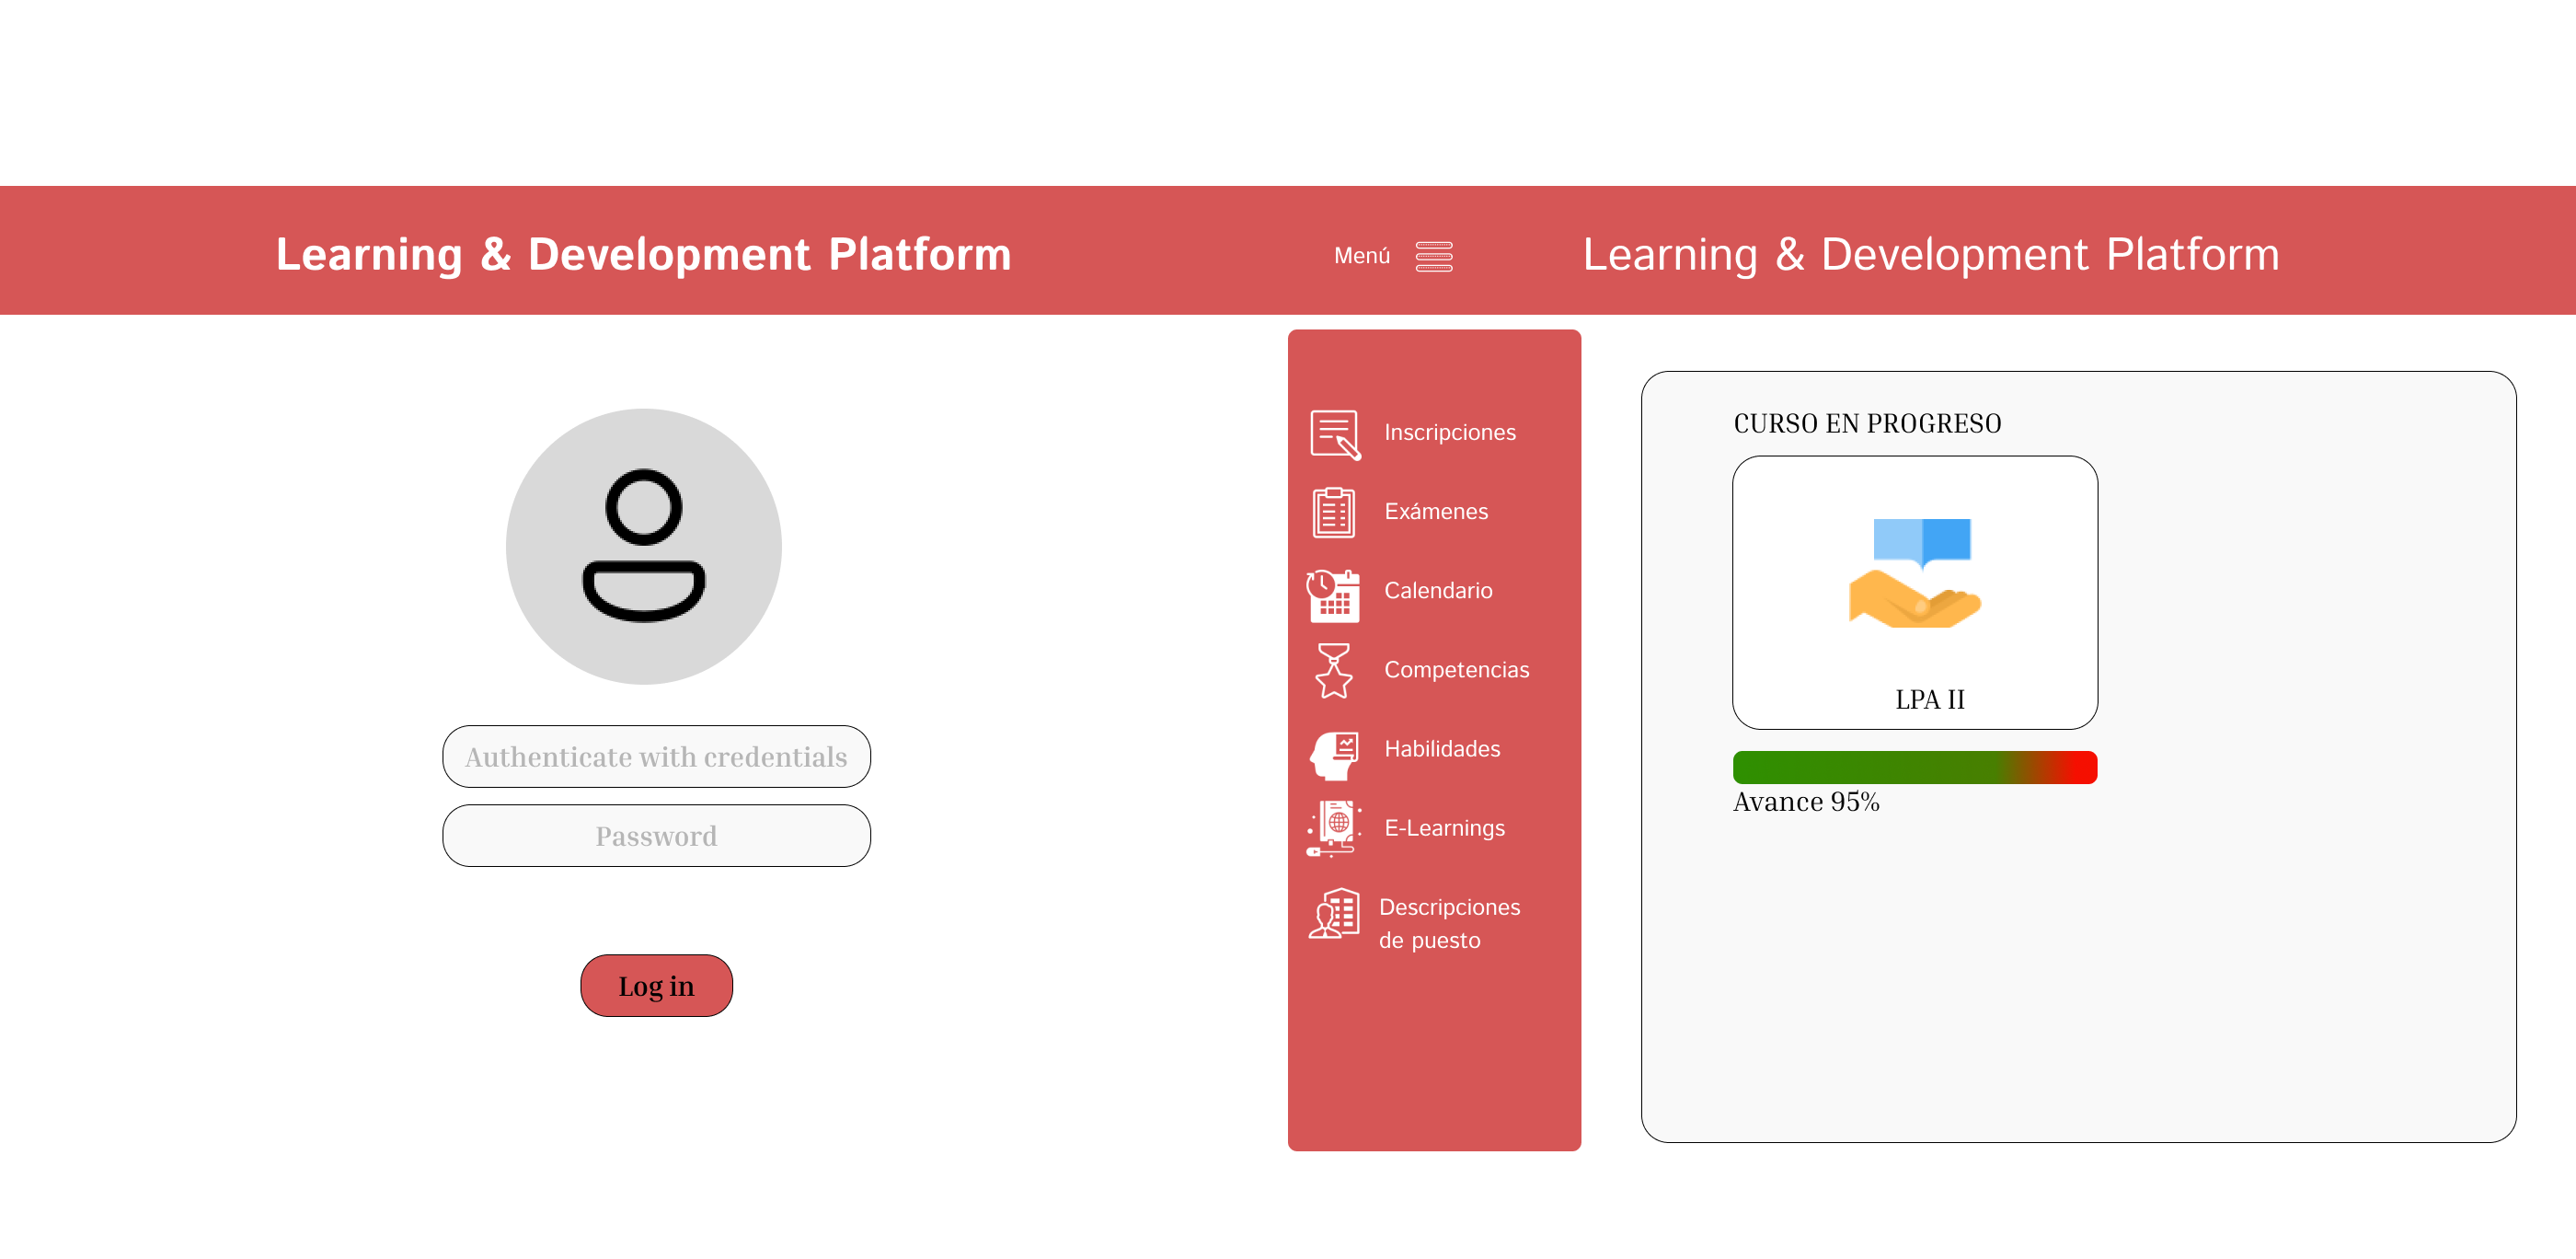 Learning & Development Platform
Authenticate with credentials
Password
Log in
Menú
Learning & Development Platform
Inscripciones
Exámenes
Calendario
Competencias
Habilidades
E-Learnings
Descripciones
de puesto
CURSO EN PROGRESO
LPA II
Avance 95%